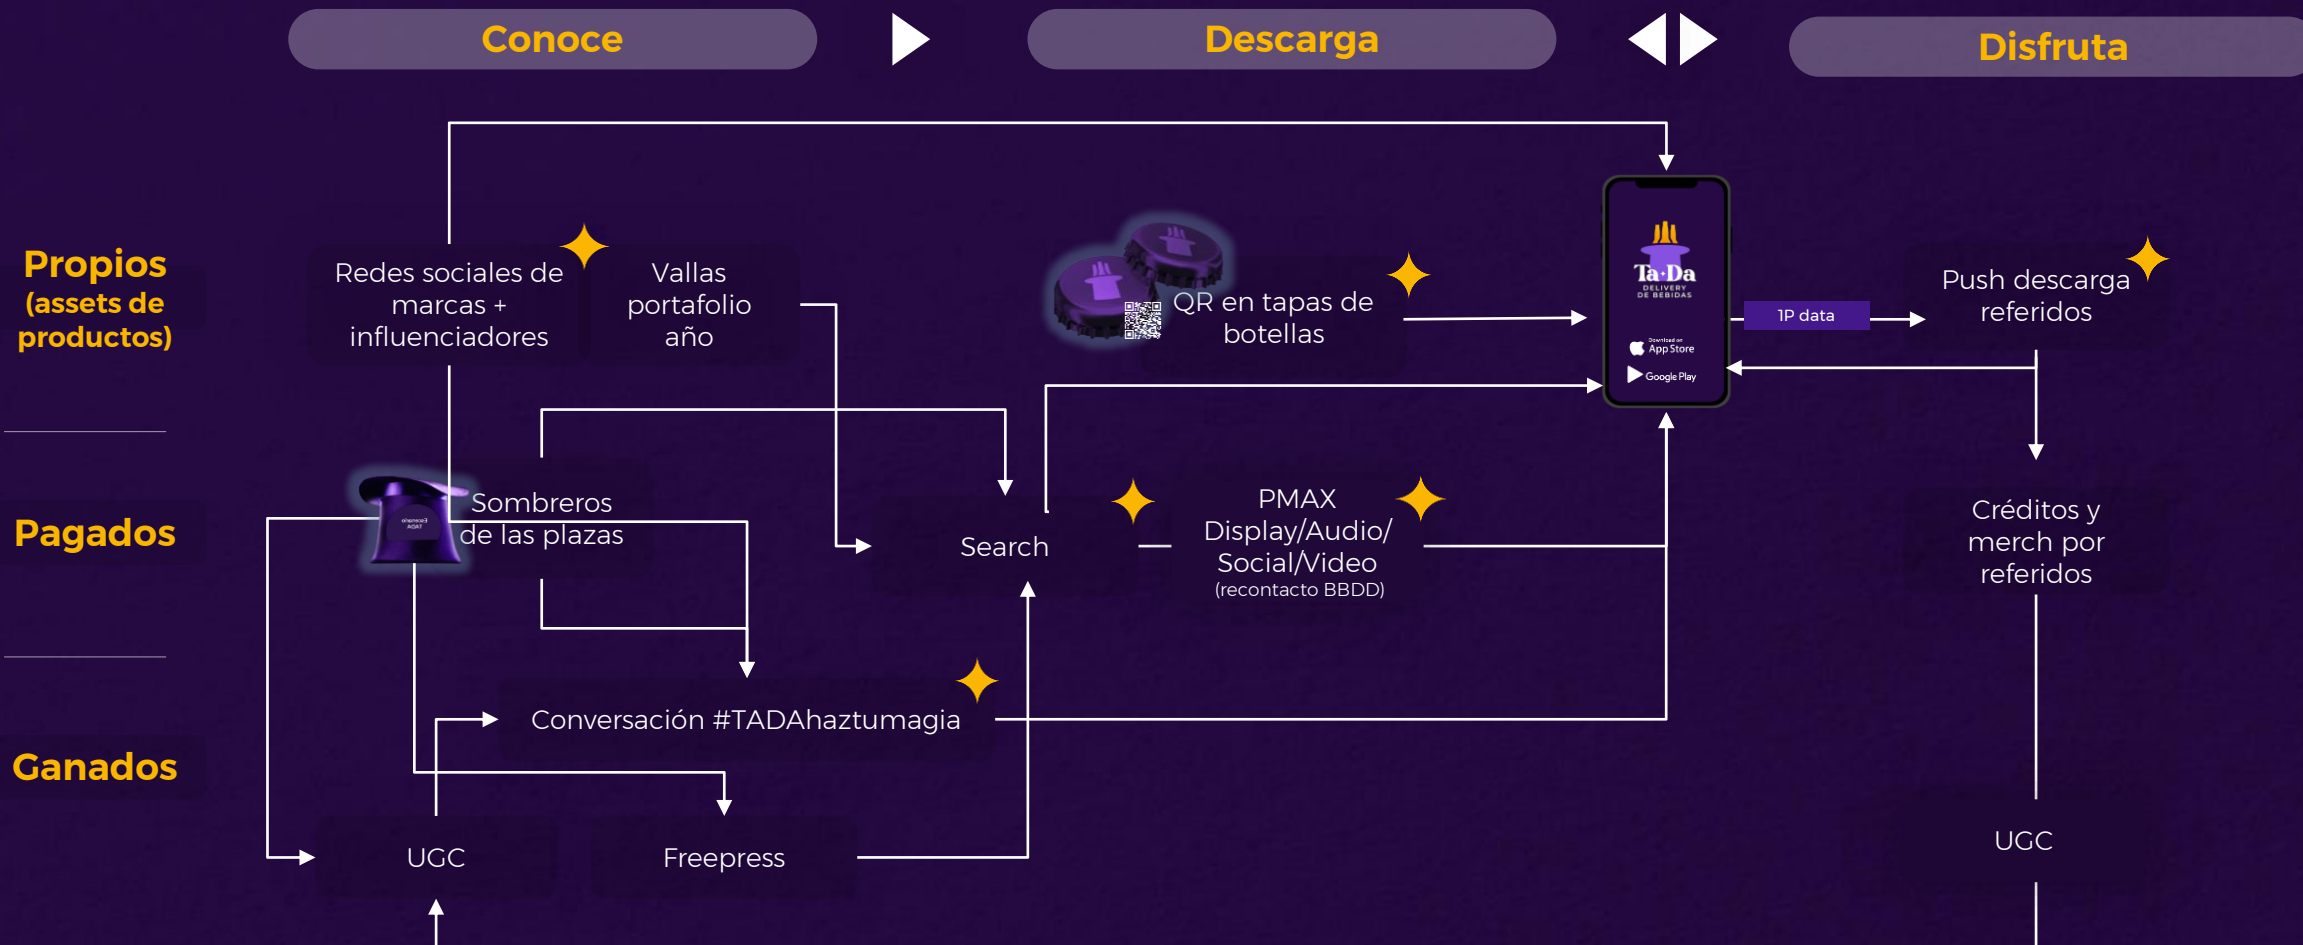 Conoce
Descarga
Disfruta
Propios
(assets de
productos)
Redes sociales de
marcas +
influenciadores
Vallas
portafolio
año
QR en tapas de
botellas
Ta·Da
DELIVERY
DE BEBIDAS
Download on
App Store
Google Play
1P data
Push descarga
referidos
Pagados
Sombreros
de las plazas
Search
PMAX
Display/Audio/
Social/Video
(recontacto BBDD)
Créditos y
merch por
referidos
Ganados
Conversación #TADAhaztumagia
UGC
Freepress
UGC